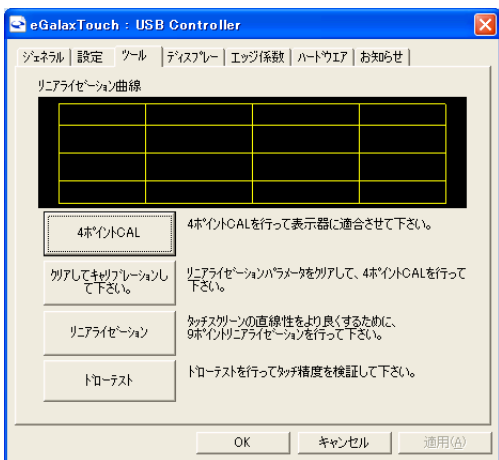 eGalaxTouch : USB Controller
ｼﾞｪﾈﾗﾙ 設定 ﾂｰﾙ ﾃﾞｨｽﾌﾟﾚｰ ｴｯｼﾞ係数 ﾊｰﾄﾞｳｴｱ お知らせ
ﾘﾆｱﾗｲｾﾞｰｼｮﾝ曲線
4ﾎﾟｲﾝﾄCAL
4ﾎﾟｲﾝﾄCALを行って表示器に適合させて下さい。
ｸﾘｱしてｷｬﾘﾌﾞﾚｰｼｮﾝし
て下さい。
ﾘﾆｱﾗｲｾﾞｰｼｮﾝﾊﾟﾗﾒｰﾀをｸﾘｱして、4ﾎﾟｲﾝﾄCALを行って
下さい。
ﾘﾆｱﾗｲｾﾞｰｼｮﾝ
ﾀｯﾁｽｸﾘｰﾝの直線性をより良くするために、
9ﾎﾟｲﾝﾄﾘﾆｱﾗｲｾﾞｰｼｮﾝを行って下さい。
ﾄﾞﾛｰﾃｽﾄ
ﾄﾞﾛｰﾃｽﾄを行ってﾀｯﾁ精度を検証して下さい。
OK キャンセル 適用(A)